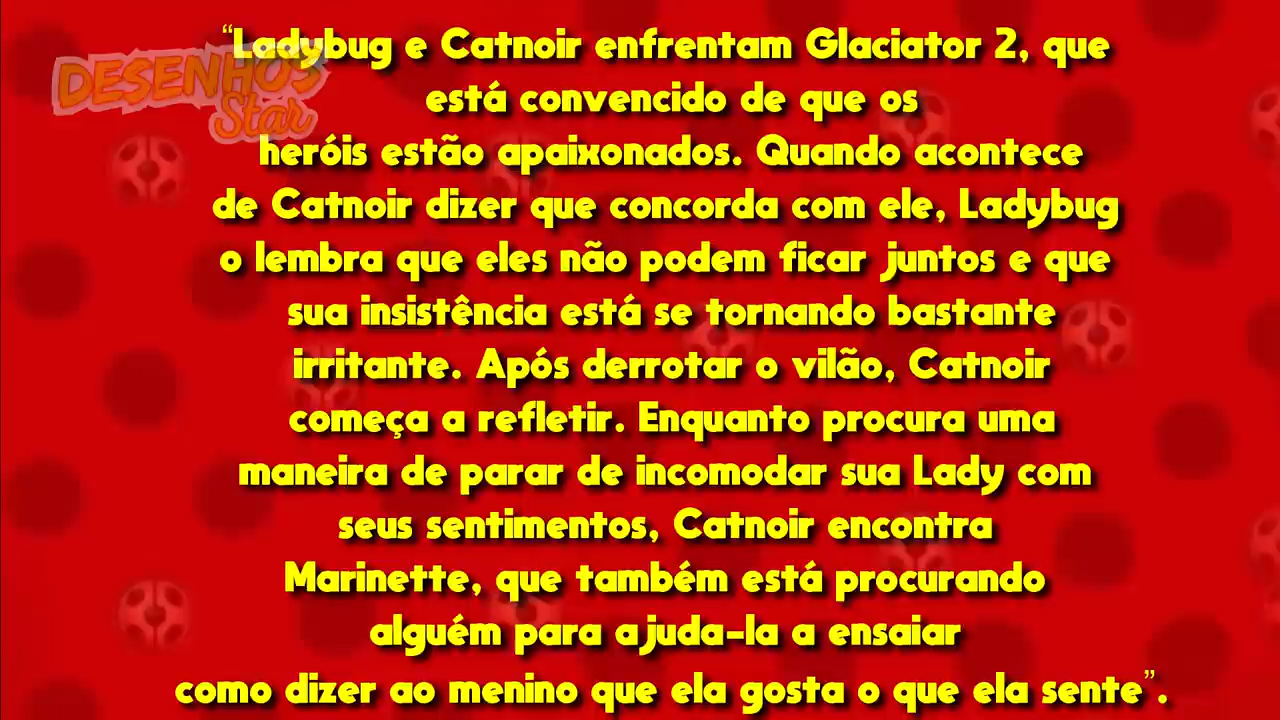 DESENHOS
Star
“Ladybug e Catnoir enfrentam Glaciator 2, que
está convencido de que os
heróis estão apaixonados. Quando acontece
de Catnoir dizer que concorda com ele, Ladybug
o lembra que eles não podem ficar juntos e que
sua insistência está se tornando bastante
irritante. Após derrotar o vilão, Catnoir
começa a refletir. Enquanto procura uma
maneira de parar de incomodar sua Lady com
seus sentimentos, Catnoir encontra
Marinette, que também está procurando
alguém para ajuda-la a ensaiar
como dizer ao menino que ela gosta o que ela sente”.